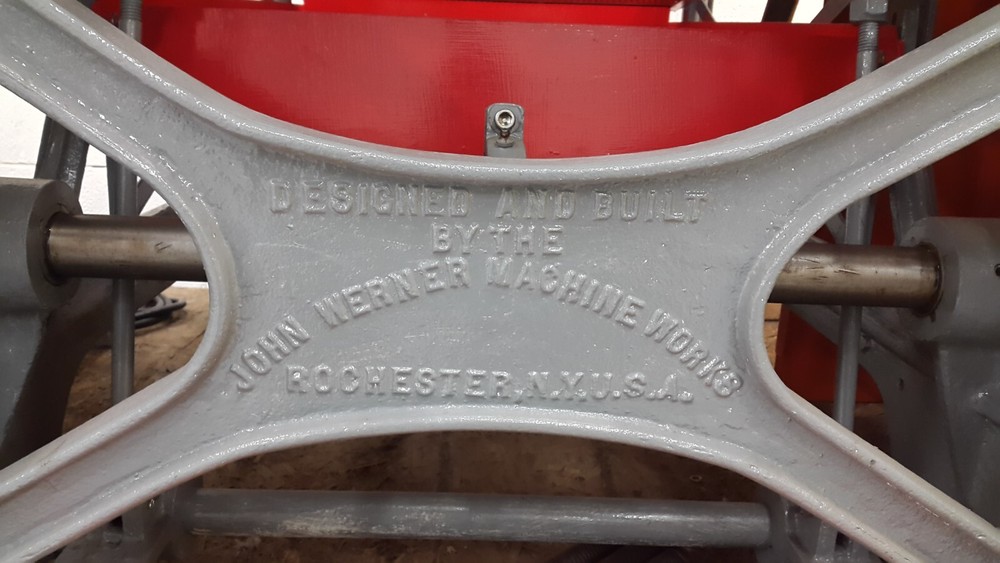 DESIGNED AND BUILT
BY THE
JOHN WERNER MACHINE WORKS
ROCHESTER, N.Y. U.S.A.